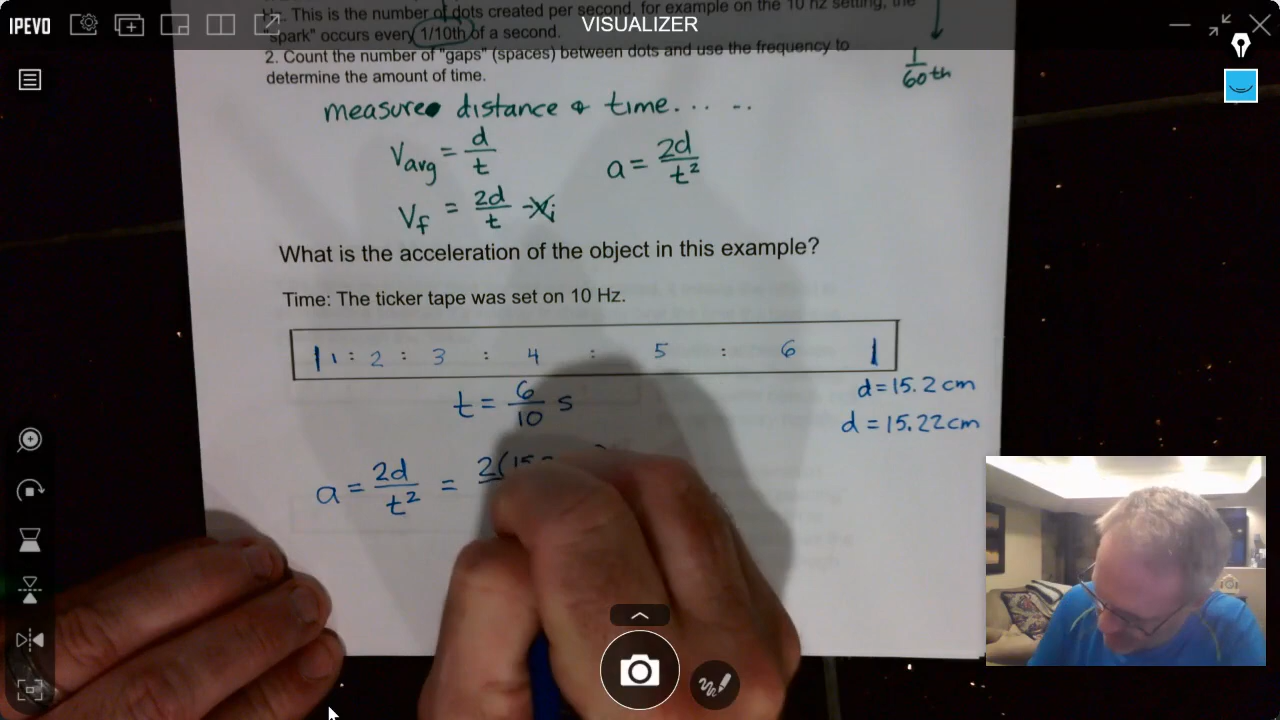 IPEVO
VISUALIZER
This is the number of dots created per second, for example on the 10 hz setting, the
"spark" occurs every 1/10th of a second.
2. Count the number of "gaps" (spaces) between dots and use the frequency to
determine the amount of time.
1/60th
measure distance & time.... ..
Vavg = d/t
a = 2d/t²
Vf = 2d/t - Vi
What is the acceleration of the object in this example?
Time: The ticker tape was set on 10 Hz.
| 1 : 2 : 3 : 4 : 5 : 6 |
d = 15.2 cm
t = 6/10 s
d = 15.22cm
a = 2d/t² = 2(15